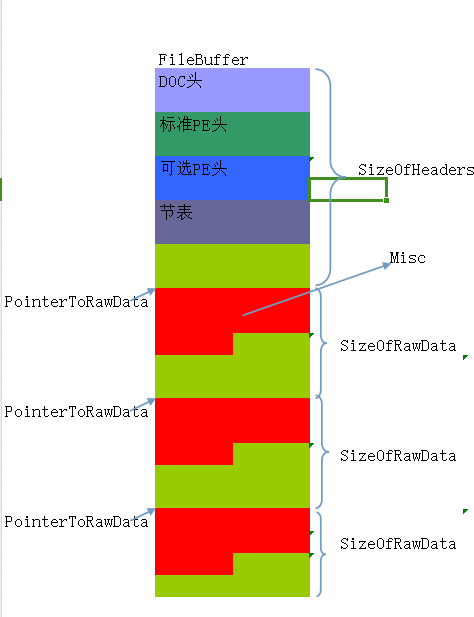 FileBuffer
DOC头
标准PE头
可选PE头
SizeOfHeaders
节表
Misc
PointerToRawData
SizeOfRawData
PointerToRawData
SizeOfRawData
PointerToRawData
SizeOfRawData